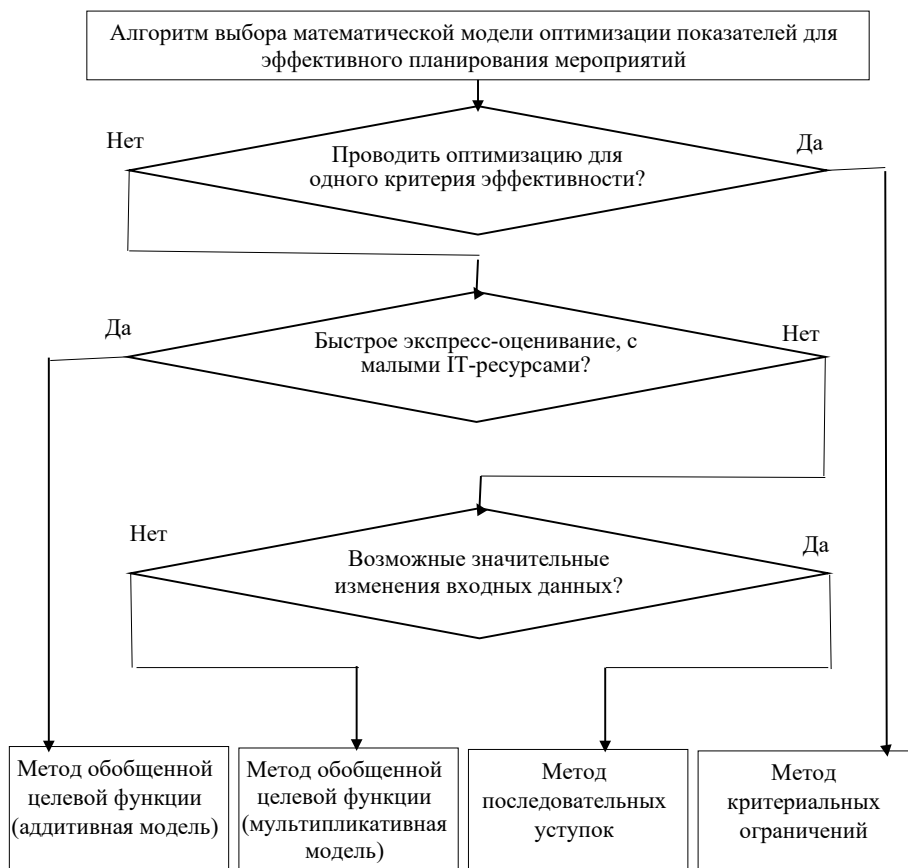 Алгоритм выбора математической модели оптимизации показателей для
эффективного планирования мероприятий
Нет
Да
Проводить оптимизацию для
одного критерия эффективности?
Да
Нет
Быстрое экспресс-оценивание, с
малыми IT-ресурсами?
Нет
Да
Возможные значительные
изменения входных данных?
Метод обобщенной
целевой функции
(аддитивная модель)
Метод обобщенной
целевой функции
(мультипликативная
модель)
Метод
последовательных
уступок
Метод
критериальных
ограничений